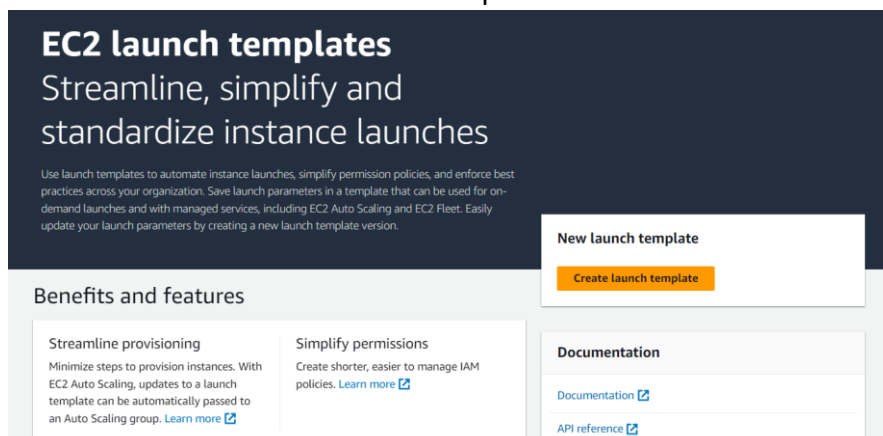 EC2 launch templates
Streamline, simplify and
standardize instance launches
Use launch templates to automate instance launches, simplify permission policies, and enforce best
practices across your organization. Save launch parameters in a template that can be used for on-
demand launches and with managed services, including EC2 Auto Scaling and EC2 Fleet. Easily
update your launch parameters by creating a new launch template version.
New launch template
Create launch template
Benefits and features
Streamline provisioning
Minimize steps to provision instances. With
EC2 Auto Scaling, updates to a launch
template can be automatically passed to
an Auto Scaling group. Learn more
Simplify permissions
Create shorter, easier to manage IAM
policies. Learn more
Documentation
Documentation
API reference